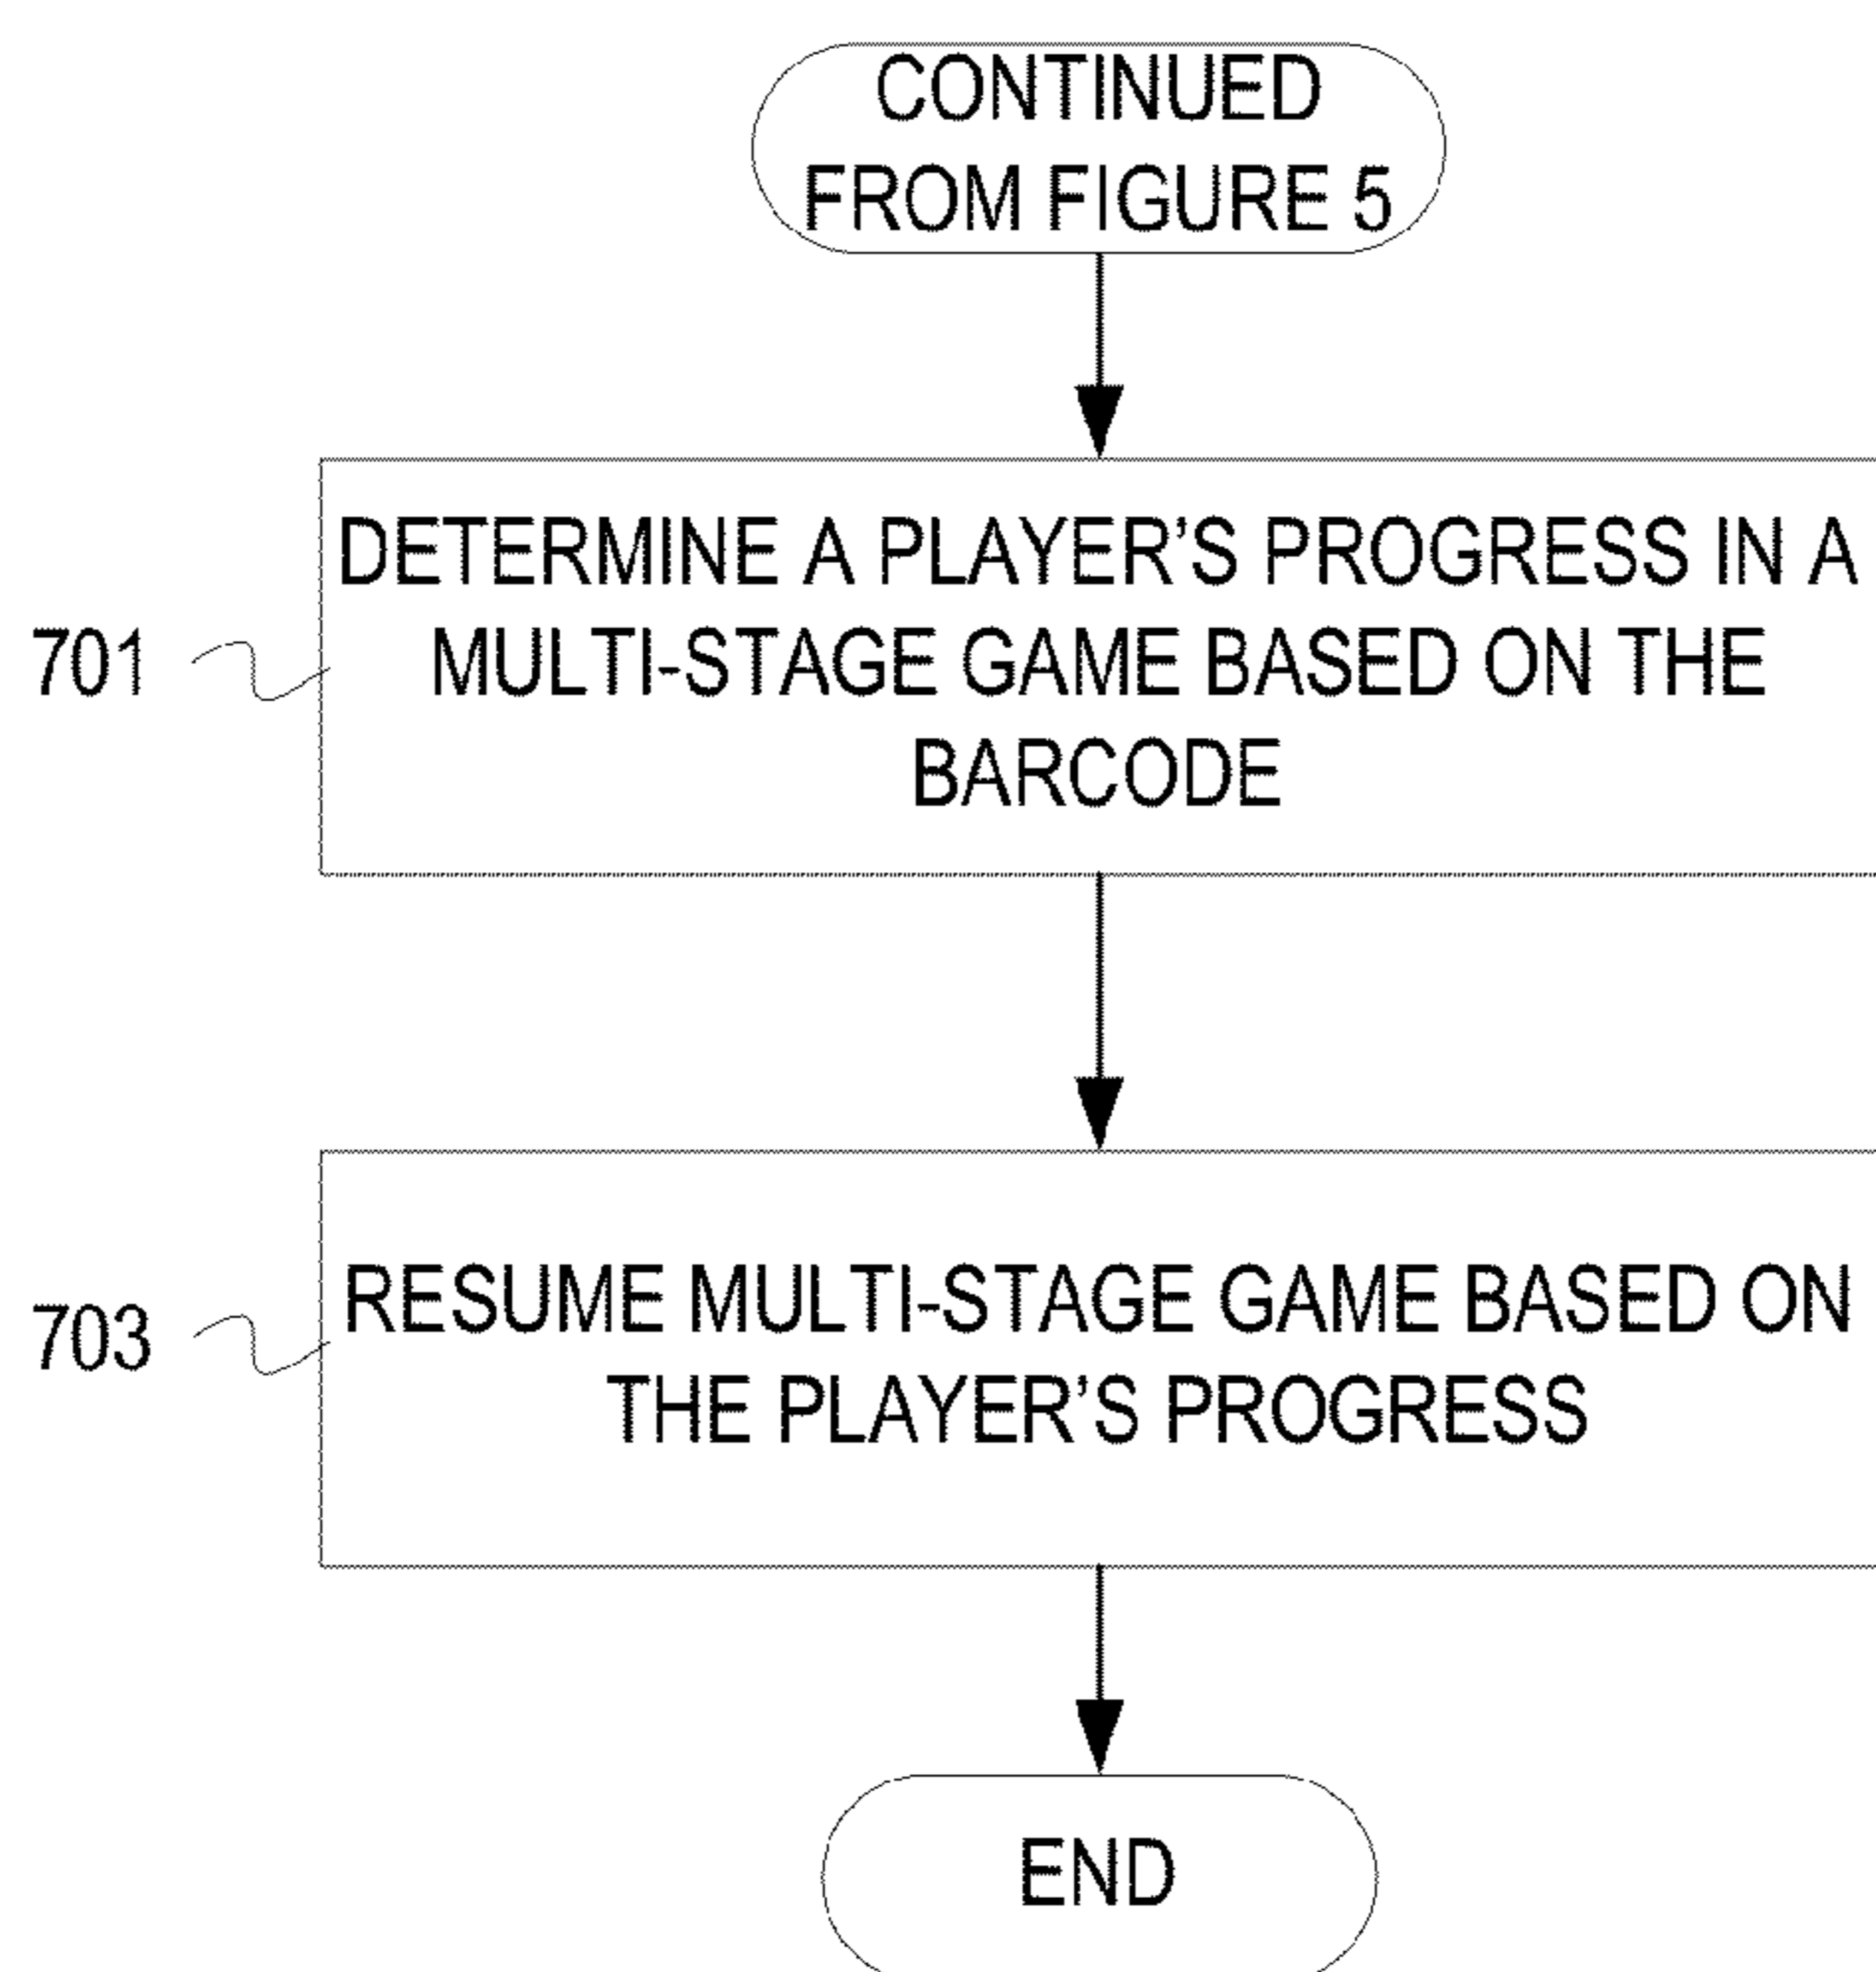 CONTINUED
FROM FIGURE 5
701
DETERMINE A PLAYER’S PROGRESS IN A
MULTI-STAGE GAME BASED ON THE
BARCODE
703
RESUME MULTI-STAGE GAME BASED ON
THE PLAYER’S PROGRESS
END